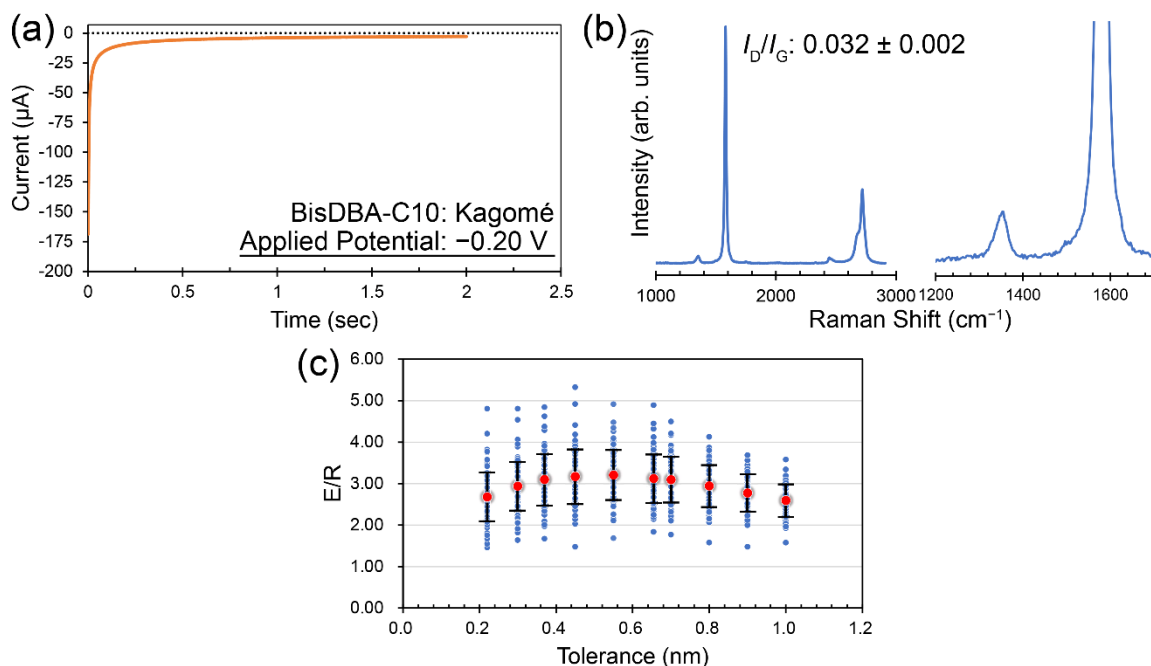 (a)
0
-25
-50
-75
-100
-125
-150
-175
-200
Current (µA)
BisDBA-C10: Kagomé
Applied Potential: −0.20 V
0 0.5 1 1.5 2 2.5
Time (sec)
(b)
I_D/I_G: 0.032 ± 0.002
Intensity (arb. units)
1000 2000 3000 1200 1400 1600
Raman Shift (cm⁻¹)
(c)
6.00
5.00
4.00
3.00
2.00
1.00
0.00
E/R
0.0 0.2 0.4 0.6 0.8 1.0 1.2
Tolerance (nm)